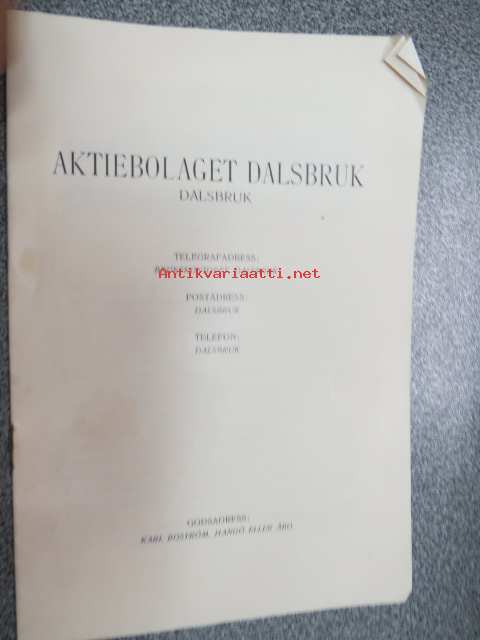 AKTIEBOLAGET DALSBRUK
DALSBRUK
TELEGRAFADRESS:
Antikvariaatti.net
POSTADRESS:
DALSBRUK
TELEFON:
DALSBRUK
GODSADRESS:
KARL BOSTRÖM, HANGÖ ELLER ÅBO